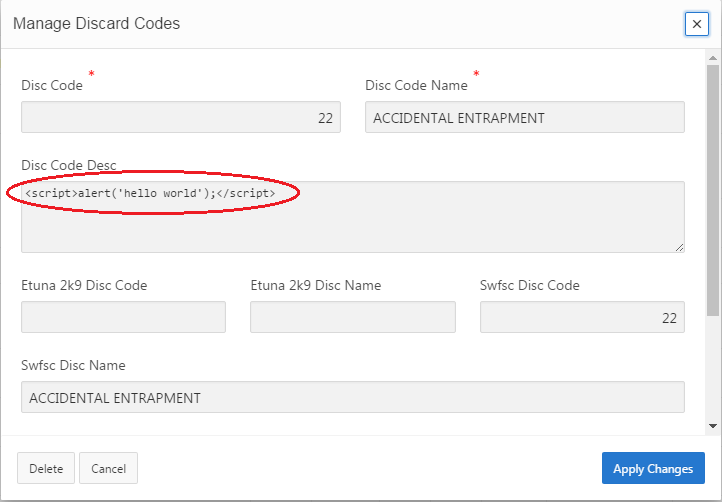 Manage Discard Codes
×
Disc Code *
Disc Code Name *
22
ACCIDENTAL ENTRAPMENT
Disc Code Desc
<script>alert('hello world');</script>
Etuna 2k9 Disc Code
Etuna 2k9 Disc Name
Swfsc Disc Code
22
Swfsc Disc Name
ACCIDENTAL ENTRAPMENT
Delete
Cancel
Apply Changes